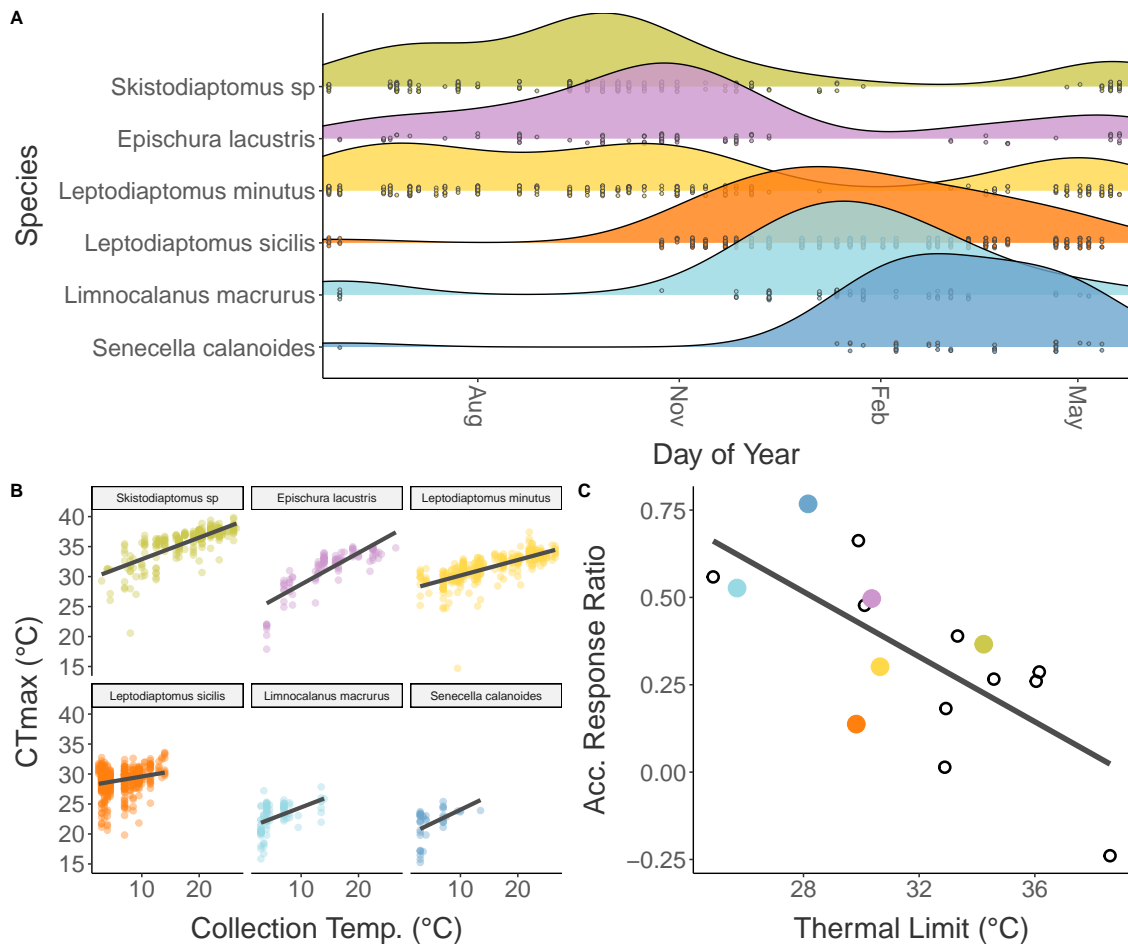 A
Species
Skistodiaptomus sp
Epischura lacustris
Leptodiaptomus minutus
Leptodiaptomus sicilis
Limnocalanus macrurus
Senecella calanoides
Aug
Nov
Feb
May
Day of Year
B
Skistodiaptomus sp
Epischura lacustris
Leptodiaptomus minutus
Leptodiaptomus sicilis
Limnocalanus macrurus
Senecella calanoides
CTmax (°C)
40
35
30
25
20
15
40
35
30
25
20
15
10 20
10 20
10 20
Collection Temp. (°C)
C
Acc. Response Ratio
0.75
0.50
0.25
0.00
−0.25
28 32 36
Thermal Limit (°C)